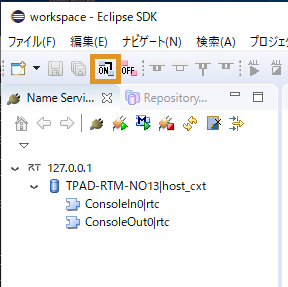 workspace - Eclipse SDK
ファイル(F) 編集(E) ナビゲート(N) 検索(A) プロジェク
ON OFF ALL
Name Servi... Repository...
RT 127.0.0.1
TPAD-RTM-NO13|host_cxt
ConsoleIn0|rtc
ConsoleOut0|rtc